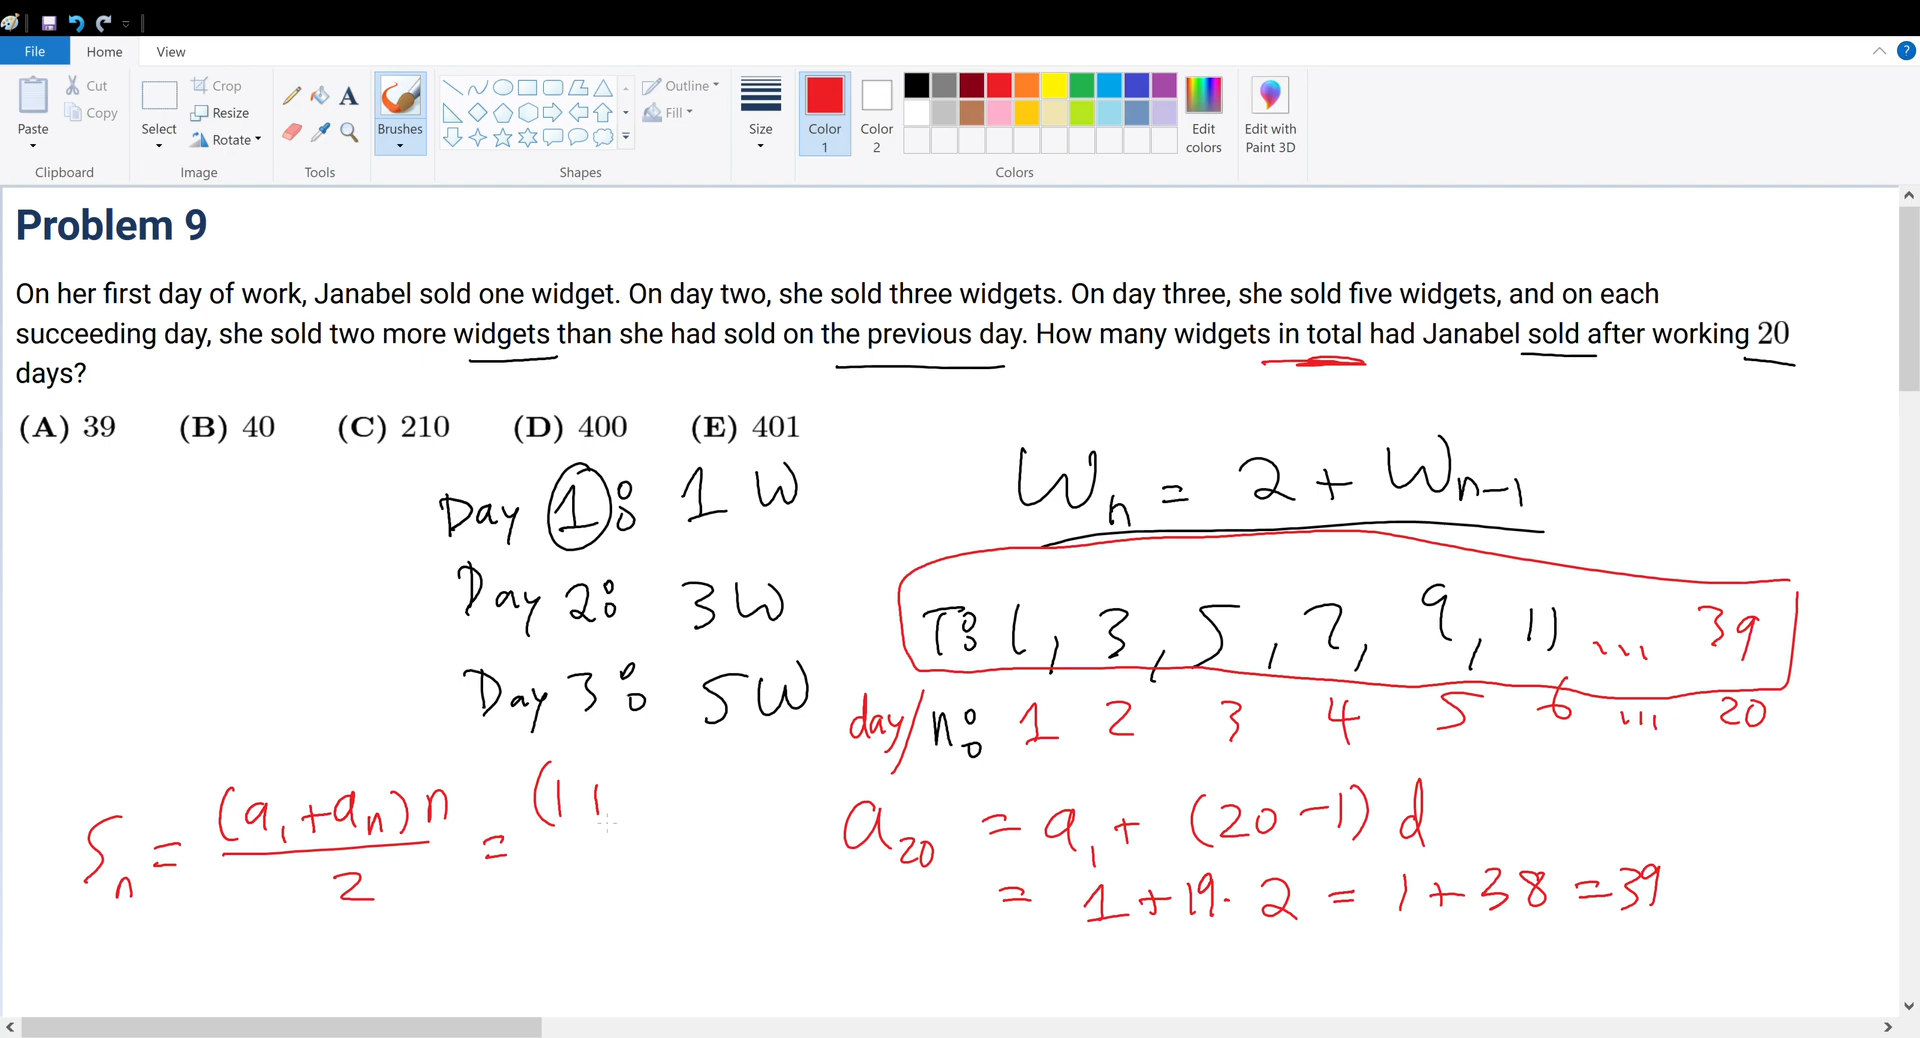 File Home View
Paste Cut Copy Clipboard
Select Crop Resize Rotate Image
Tools
Brushes
Shapes Outline Fill
Size
Color 1 Color 2 Edit colors Colors
Edit with Paint 3D
Problem 9
On her first day of work, Janabel sold one widget. On day two, she sold three widgets. On day three, she sold five widgets, and on each
succeeding day, she sold two more widgets than she had sold on the previous day. How many widgets in total had Janabel sold after working 20
days?
(A) 39 (B) 40 (C) 210 (D) 400 (E) 401
Day 1: 1 W
Day 2: 3 W
Day 3: 5 W
W_n = 2 + W_{n-1}
T: 1, 3, 5, 7, 9, 11 ... 39
day/n: 1 2 3 4 5 6 ... 20
S_n = (a_1 + a_n) n / 2 = (1
a_20 = a_1 + (20 - 1) d
= 1 + 19 · 2 = 1 + 38 = 39